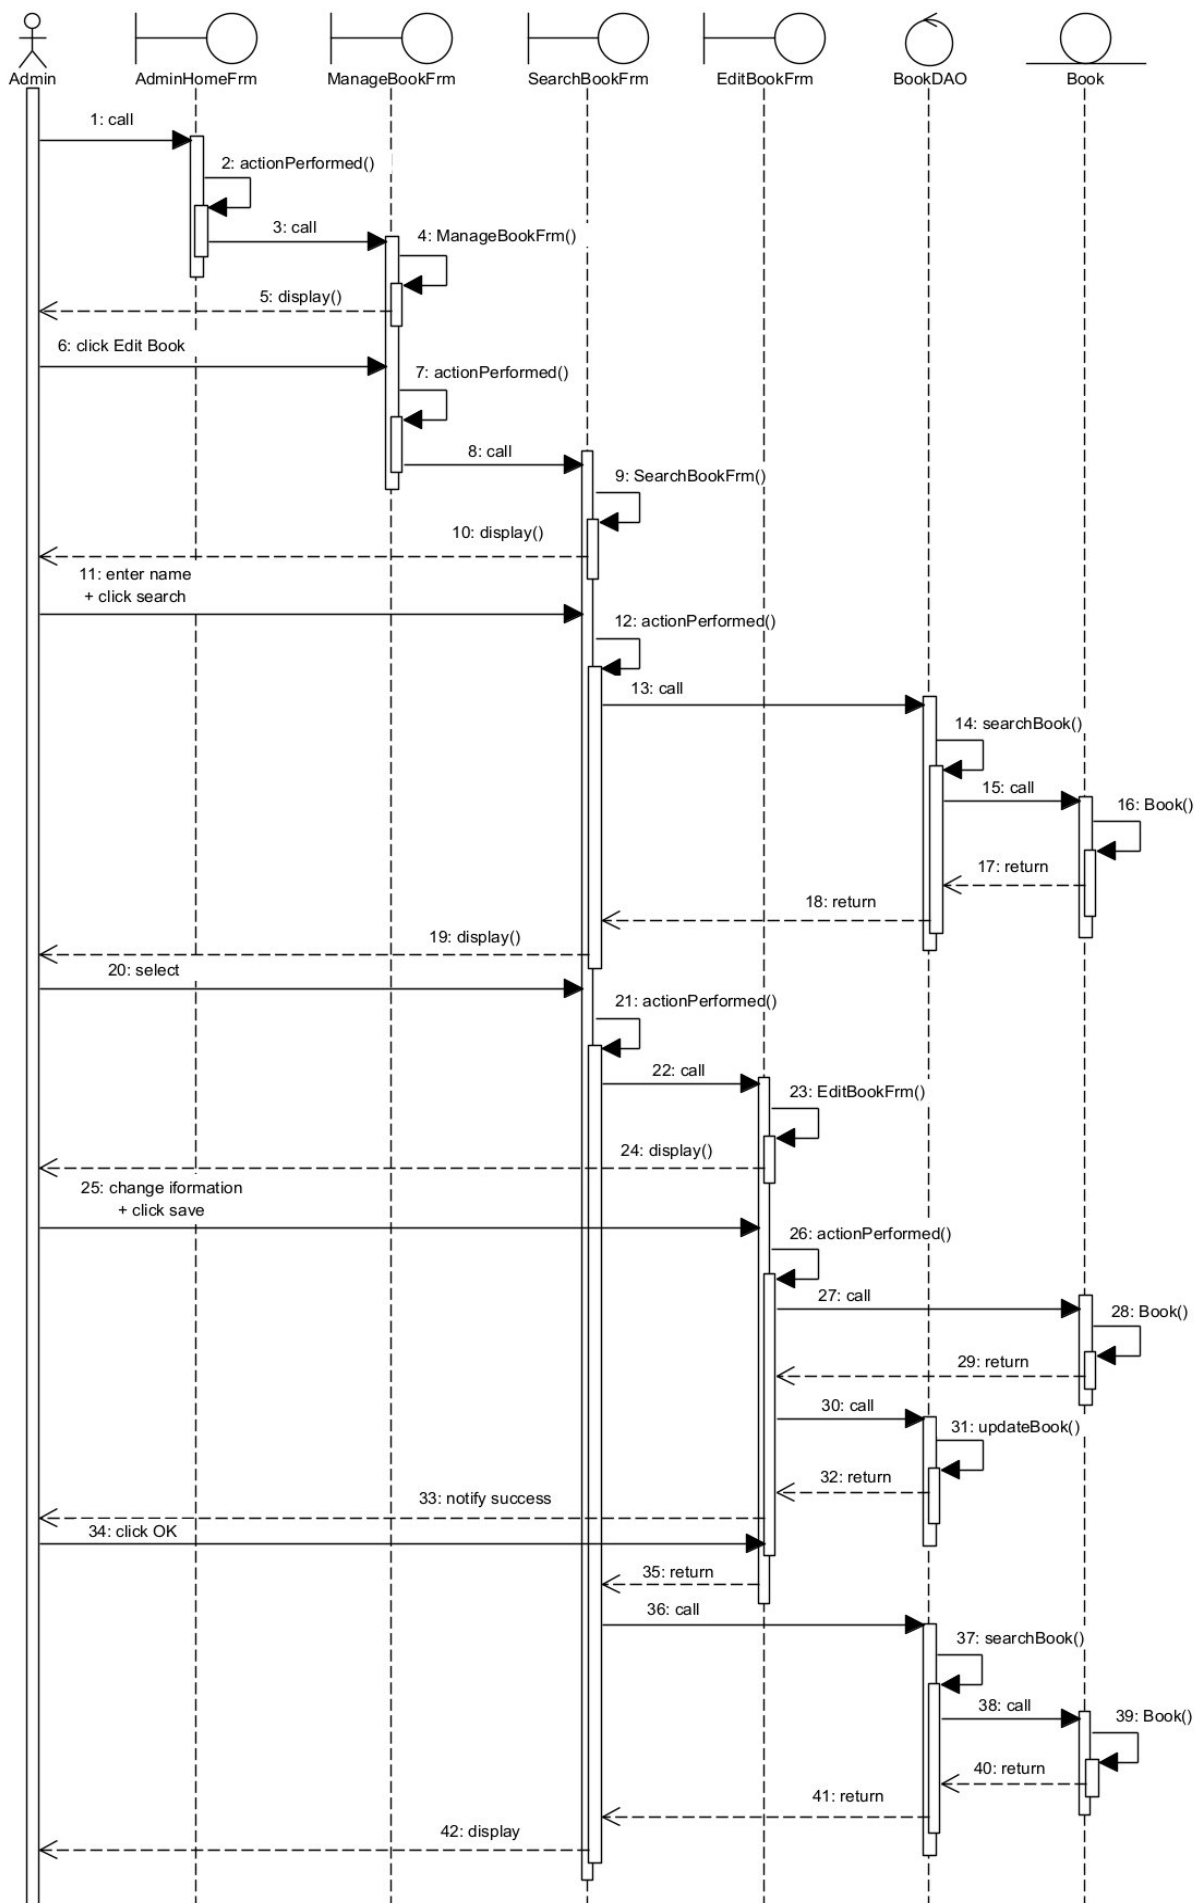 Admin
AdminHomeFrm
ManageBookFrm
SearchBookFrm
EditBookFrm
BookDAO
Book
1: call
2: actionPerformed()
3: call
4: ManageBookFrm()
5: display()
6: click Edit Book
7: actionPerformed()
8: call
9: SearchBookFrm()
10: display()
11: enter name
+ click search
12: actionPerformed()
13: call
14: searchBook()
15: call
16: Book()
17: return
18: return
19: display()
20: select
21: actionPerformed()
22: call
23: EditBookFrm()
24: display()
25: change iformation
+ click save
26: actionPerformed()
27: call
28: Book()
29: return
30: call
31: updateBook()
32: return
33: notify success
34: click OK
35: return
36: call
37: searchBook()
38: call
39: Book()
40: return
41: return
42: display